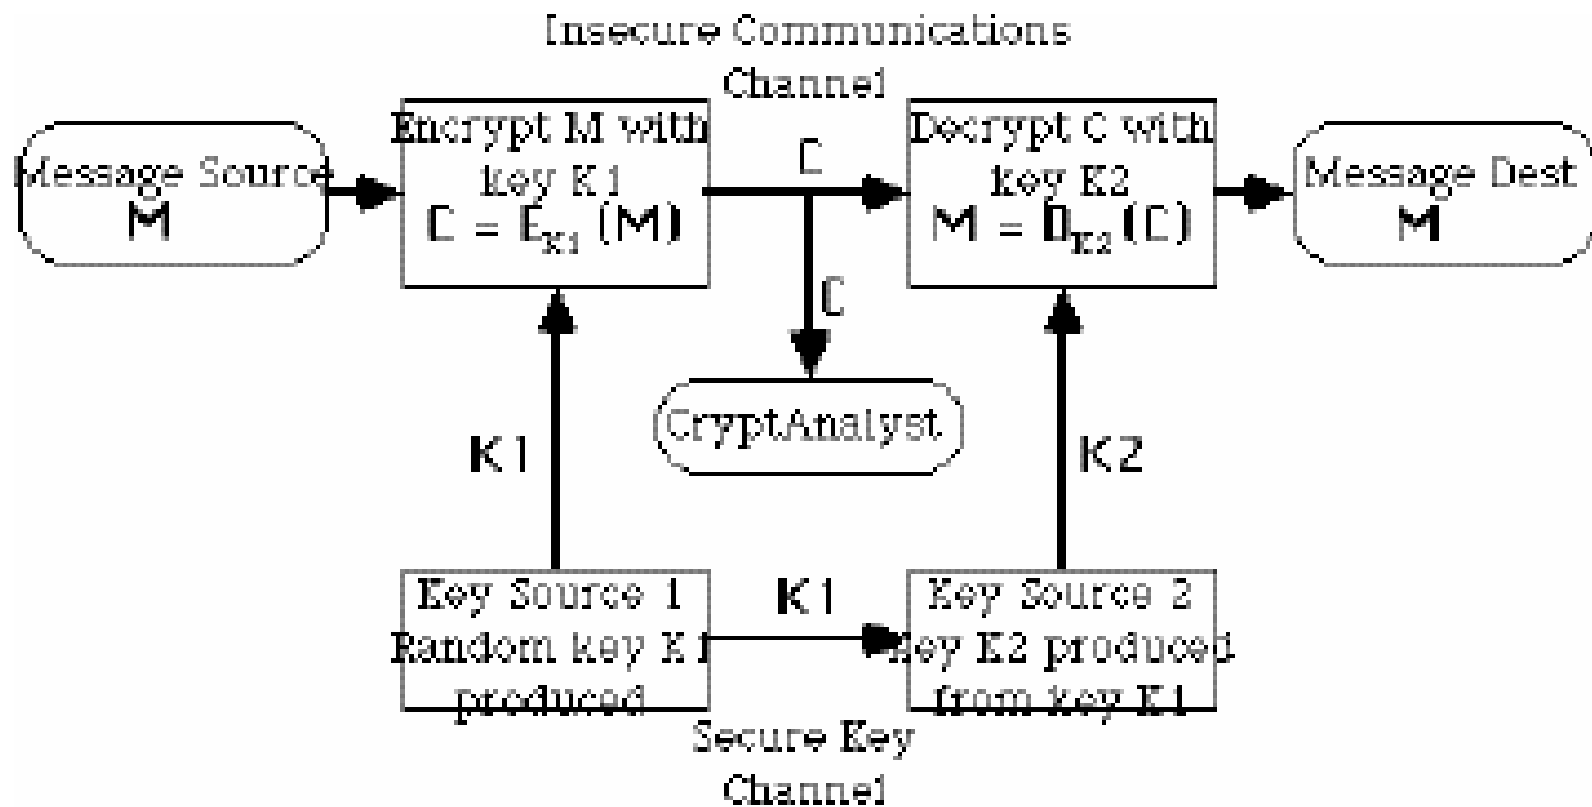 Insecure Communications
Channel
Message Source
M
Encrypt M with
key K1
C = E_K1 (M)
C
Decrypt C with
key K2
M = D_K2 (C)
Message Dest
M
C
CryptAnalyst
K1
K2
Key Source 1
Random key K1
produced
K1
Key Source 2
Key K2 produced
from key K1
Secure Key
Channel